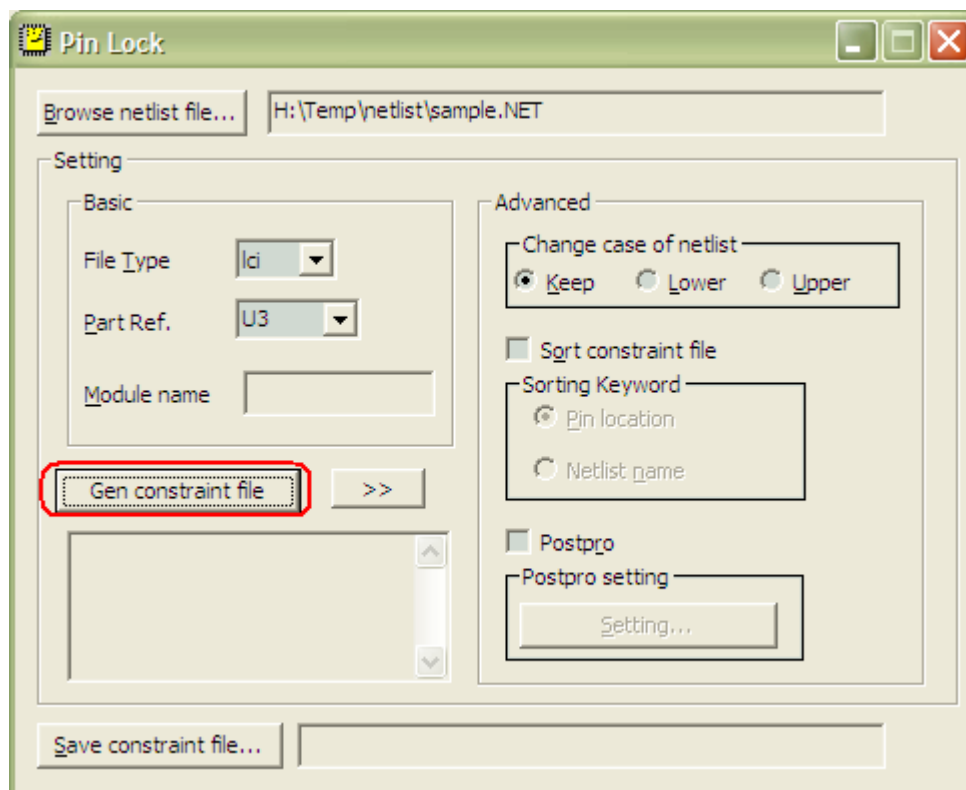 Pin Lock
Browse netlist file... H:\Temp\netlist\sample.NET
Setting
Basic
File Type lci
Part Ref. U3
Module name
Gen constraint file >>
Advanced
Change case of netlist
Keep Lower Upper
Sort constraint file
Sorting Keyword
Pin location
Netlist name
Postpro
Postpro setting
Setting...
Save constraint file...